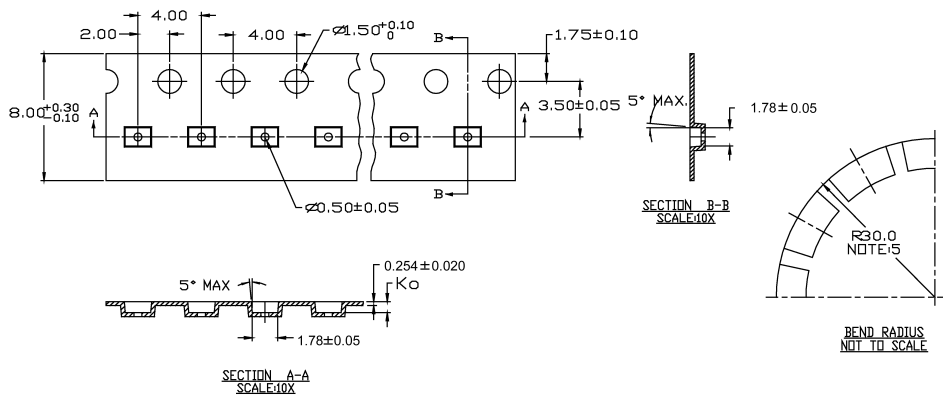 4.00
2.00
4.00
⌀1.50 +0.10 0
B
1.75±0.10
8.00 +0.30 -0.10
A
A
3.50±0.05
5° MAX.
1.78±0.05
B
⌀0.50±0.05
SECTION B-B
SCALE:10X
R30.0
NOTE:5
0.254±0.020
5° MAX
Ko
1.78±0.05
BEND RADIUS
NOT TO SCALE
SECTION A-A
SCALE:10X